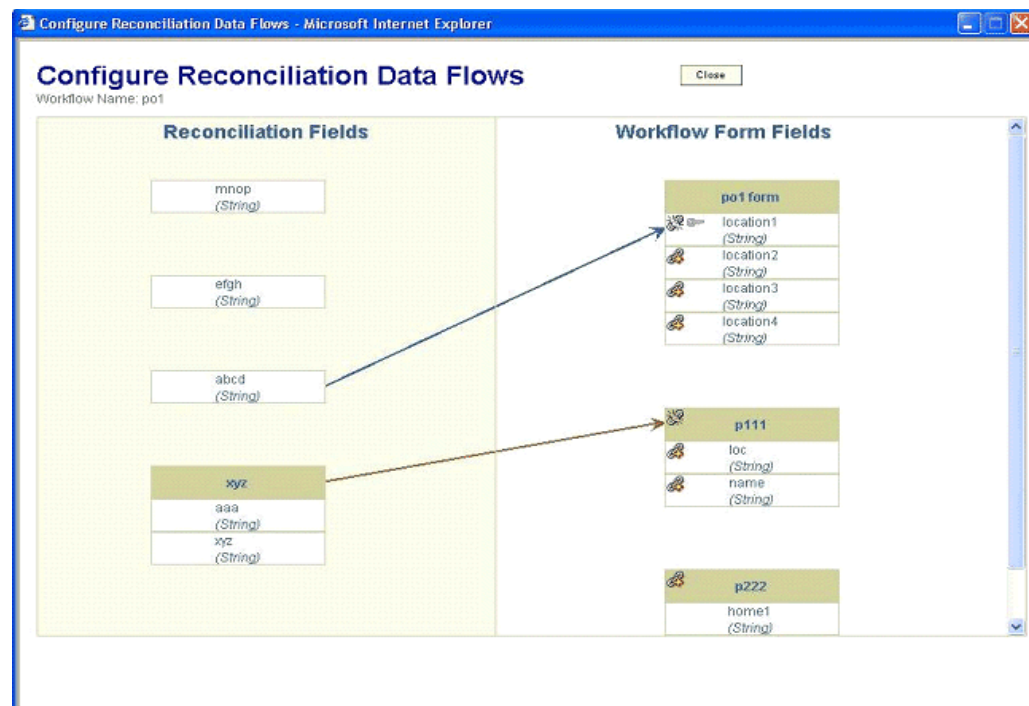 Configure Reconciliation Data Flows - Microsoft Internet Explorer
Configure Reconciliation Data Flows
Close
Workflow Name: po1
Reconciliation Fields
mnop
(String)
efgh
(String)
abcd
(String)
xyz
aaa
(String)
xyz
(String)
Workflow Form Fields
po1 form
location1
(String)
location2
(String)
location3
(String)
location4
(String)
p111
loc
(String)
name
(String)
p222
home1
(String)